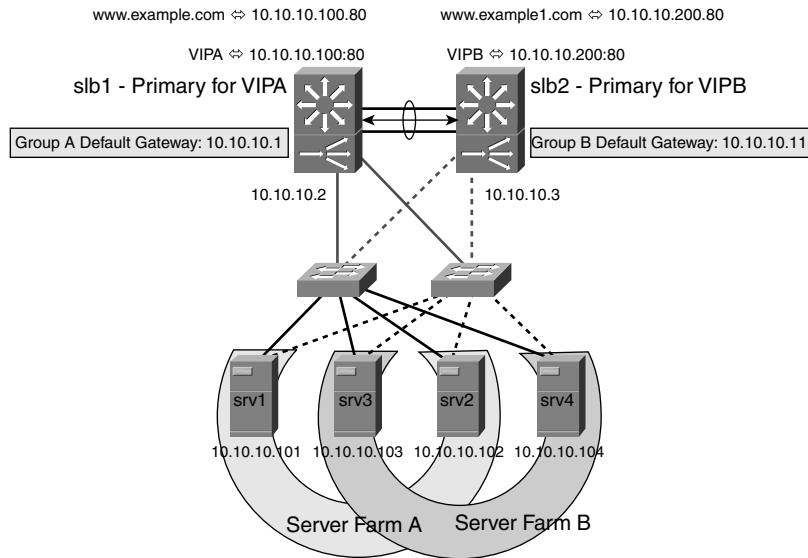 www.example.com ⇔ 10.10.10.100.80
www.example1.com ⇔ 10.10.10.200.80
VIPA ⇔ 10.10.10.100:80
VIPB ⇔ 10.10.10.200:80
slb1 - Primary for VIPA
slb2 - Primary for VIPB
Group A Default Gateway: 10.10.10.1
Group B Default Gateway: 10.10.10.11
10.10.10.2
10.10.10.3
srv1
srv3
srv2
srv4
10.10.10.101
10.10.10.103
10.10.10.102
10.10.10.104
Server Farm A
Server Farm B